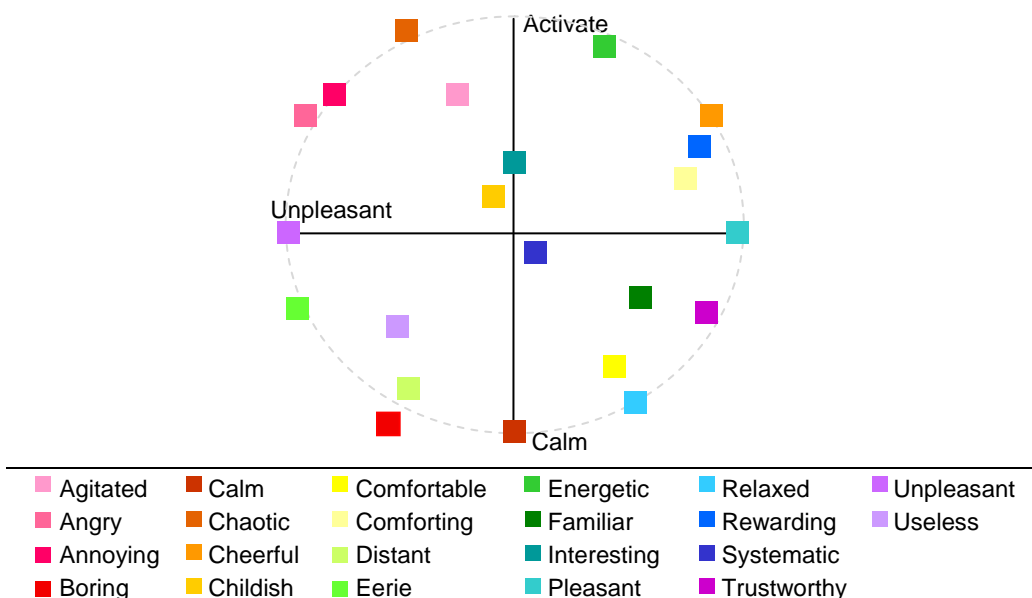 Activate
Unpleasant
Calm
Agitated Calm Comfortable Energetic Relaxed Unpleasant
Angry Chaotic Comforting Familiar Rewarding Useless
Annoying Cheerful Distant Interesting Systematic
Boring Childish Eerie Pleasant Trustworthy